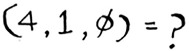 (4,1,ϕ) = ?